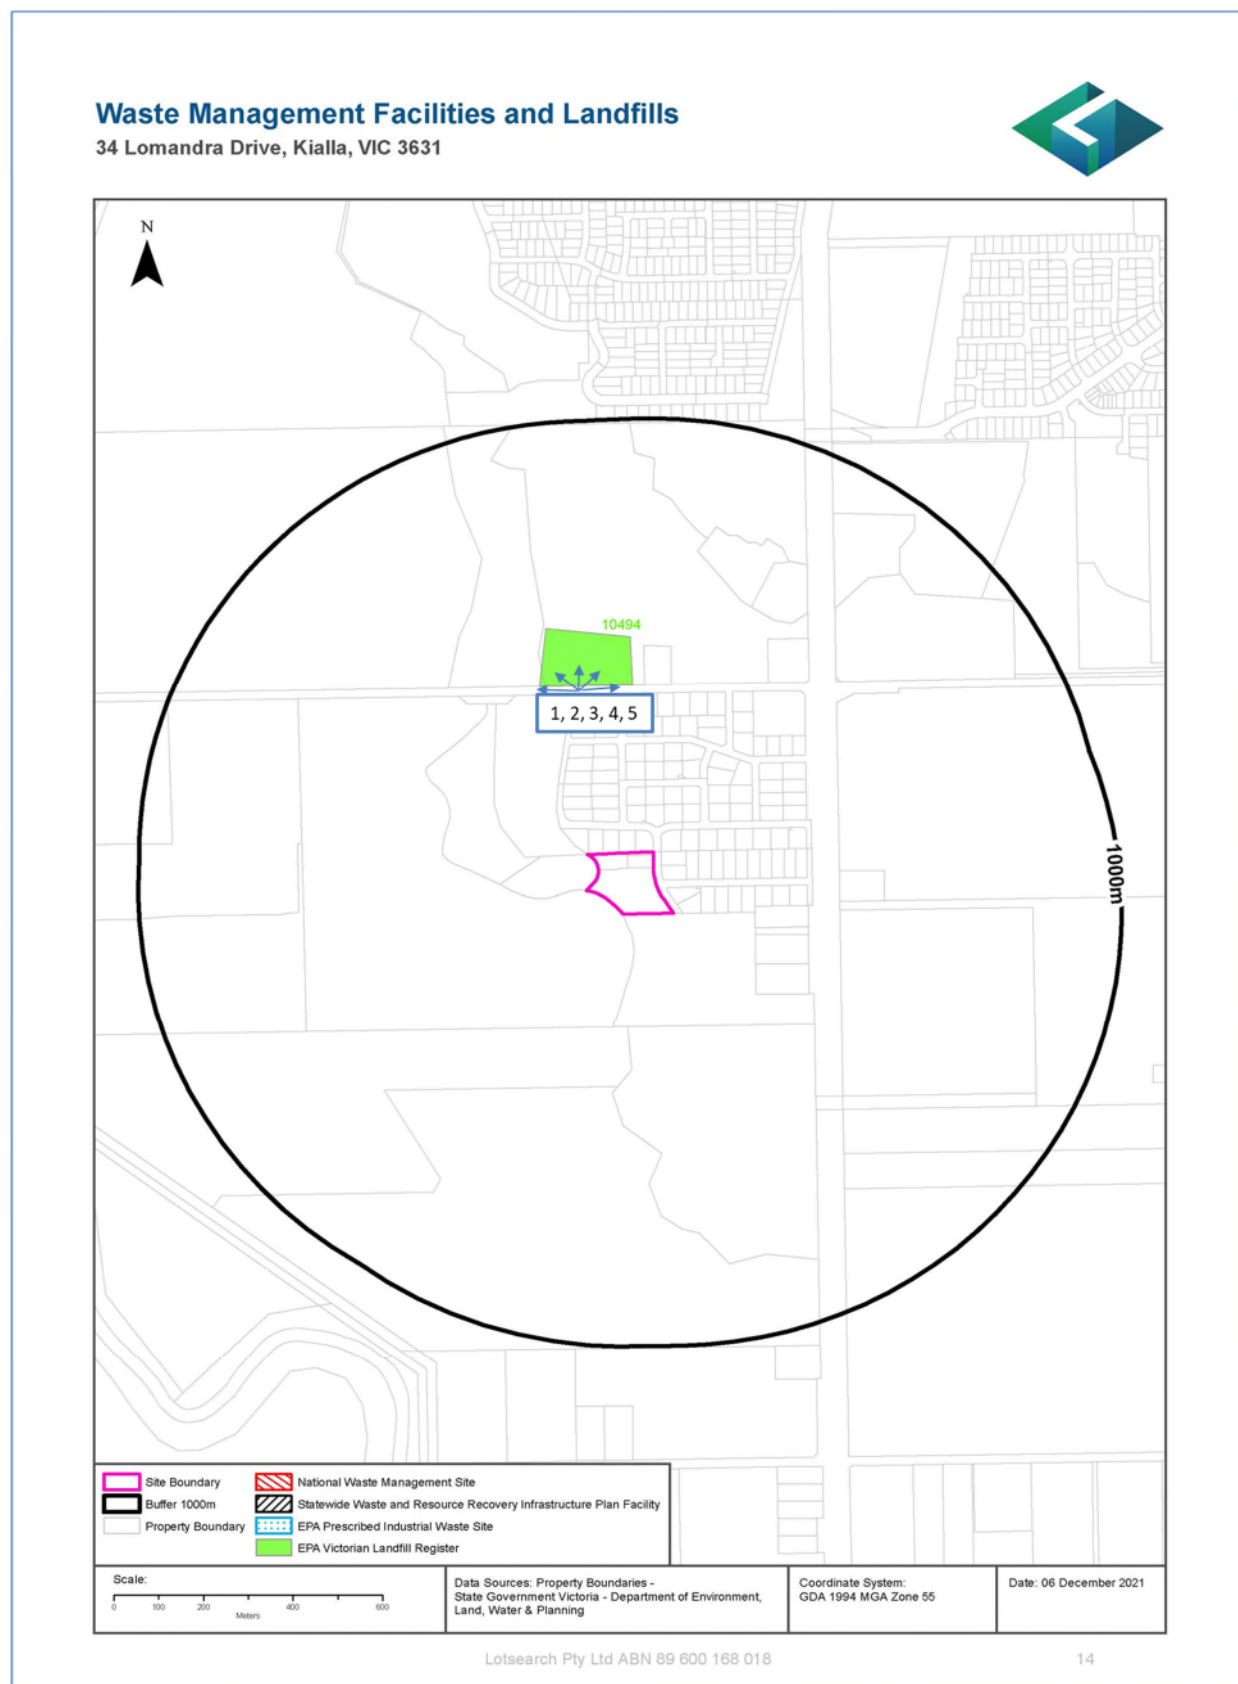 Waste Management Facilities and Landfills
34 Lomandra Drive, Kialla, VIC 3631
N
10494
1, 2, 3, 4, 5
1000m
Site Boundary
Buffer 1000m
Property Boundary
National Waste Management Site
Statewide Waste and Resource Recovery Infrastructure Plan Facility
EPA Prescribed Industrial Waste Site
EPA Victorian Landfill Register
Scale:
0 100 200 400 600
Meters
Data Sources: Property Boundaries -
State Government Victoria - Department of Environment,
Land, Water & Planning
Coordinate System:
GDA 1994 MGA Zone 55
Date: 06 December 2021
Lotsearch Pty Ltd ABN 89 600 168 018
14